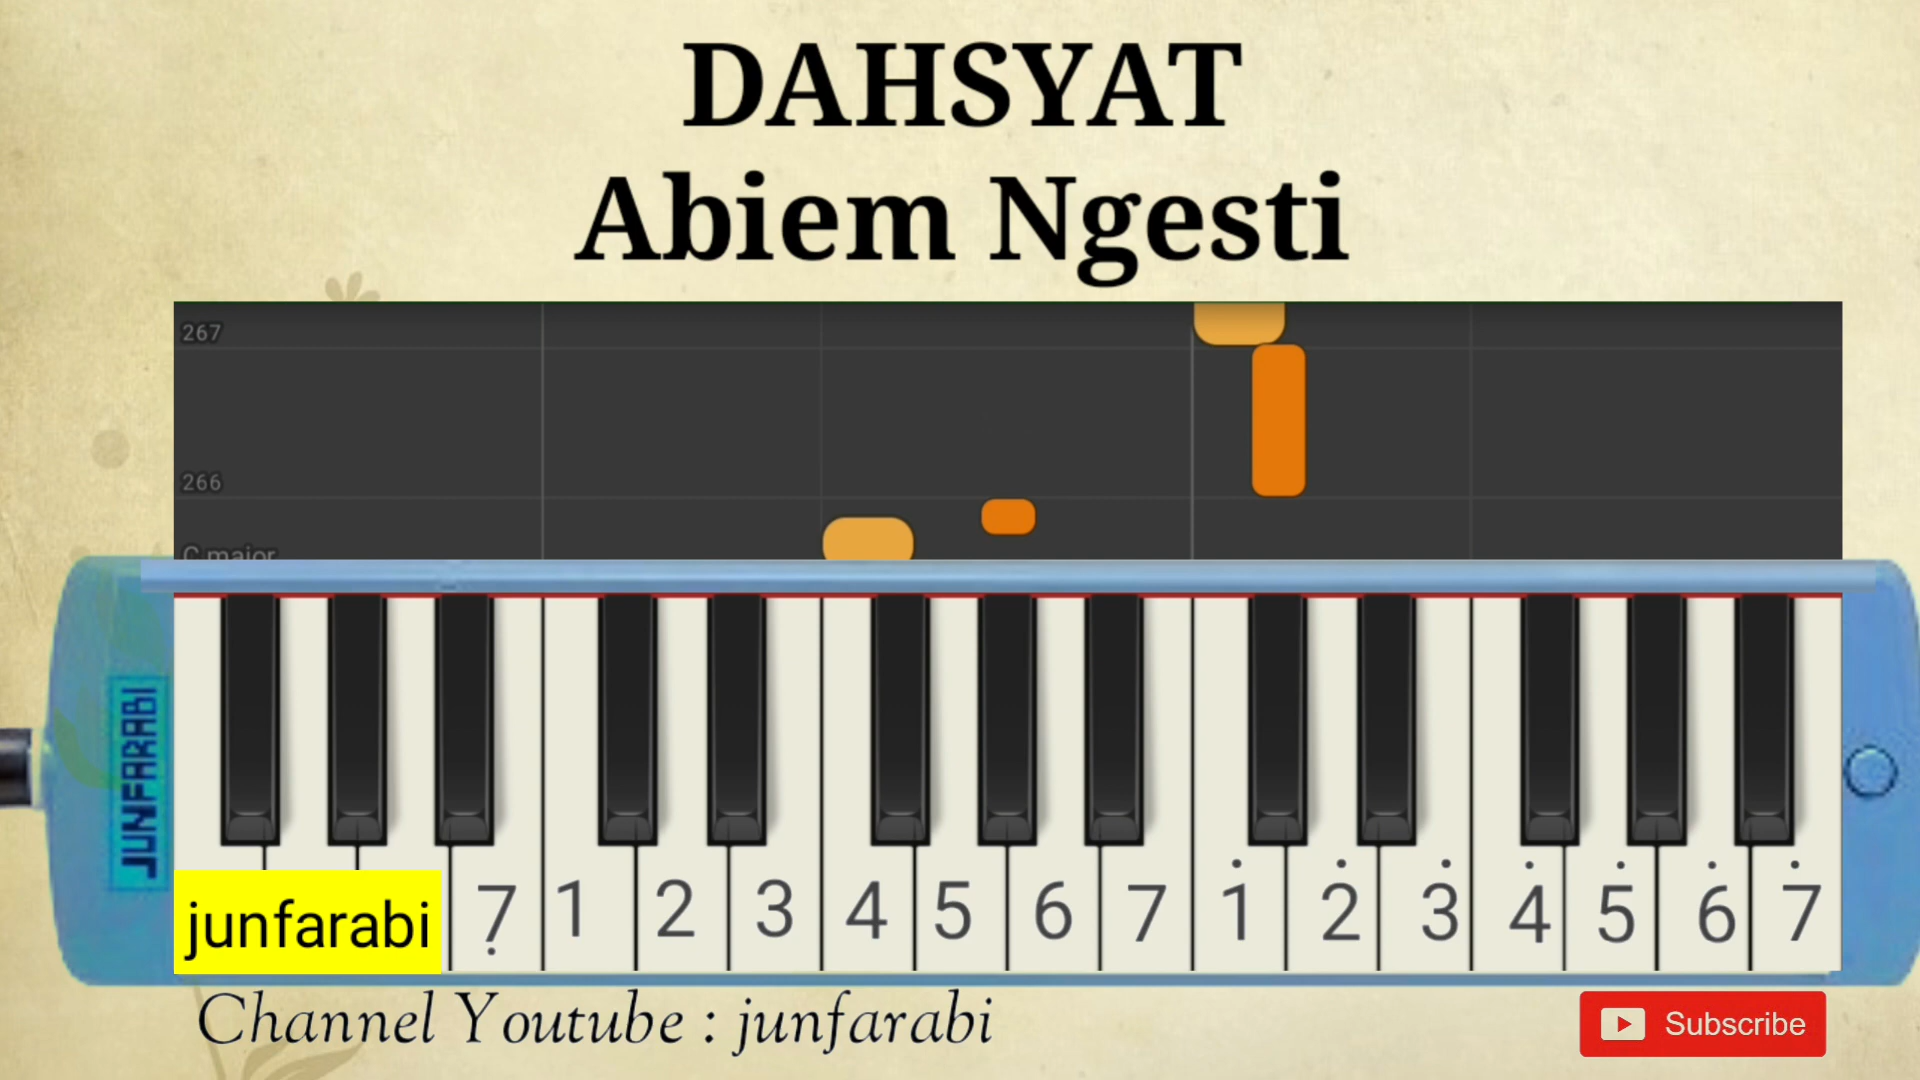 DAHSYAT
Abiem Ngesti
267
266
C major
JUNFARABI
junfarabi
7̣ 1 2 3 4 5 6 7 1̇ 2̇ 3̇ 4̇ 5̇ 6̇ 7̇
Channel Youtube : junfarabi
Subscribe